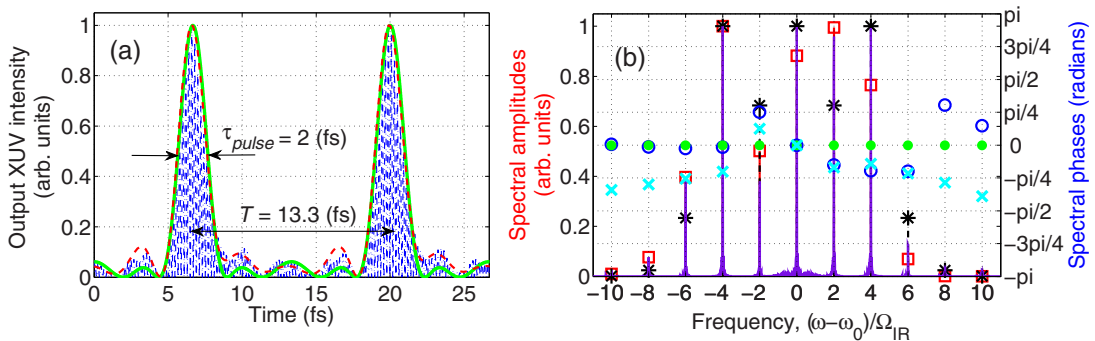 (a)
Output XUV intensity
(arb. units)
1
0.8
0.6
0.4
0.2
0
τpulse = 2 (fs)
T = 13.3 (fs)
0 5 10 15 20 25
Time (fs)
(b)
Spectral amplitudes
(arb. units)
1
0.8
0.6
0.4
0.2
0
pi
3pi/4
pi/2
pi/4
0
−pi/4
−pi/2
−3pi/4
−pi
Spectral phases (radians)
−10 −8 −6 −4 −2 0 2 4 6 8 10
Frequency, (ω−ω0)/ΩIR